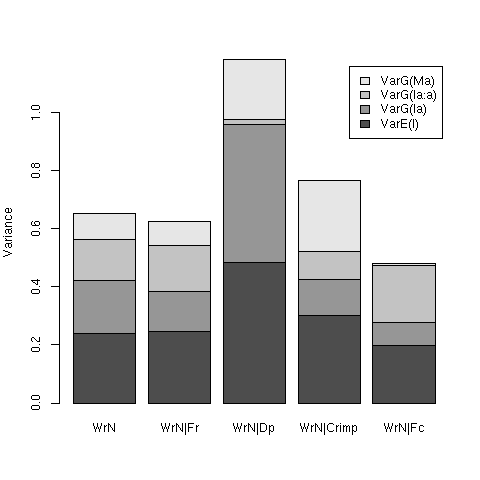 VarG(Ma)
VarG(Ia:a)
VarG(Ia)
VarE(I)
Variance
1.0
0.8
0.6
0.4
0.2
0.0
WrN WrN|Fr WrN|Dp WrN|Crimp WrN|Fc